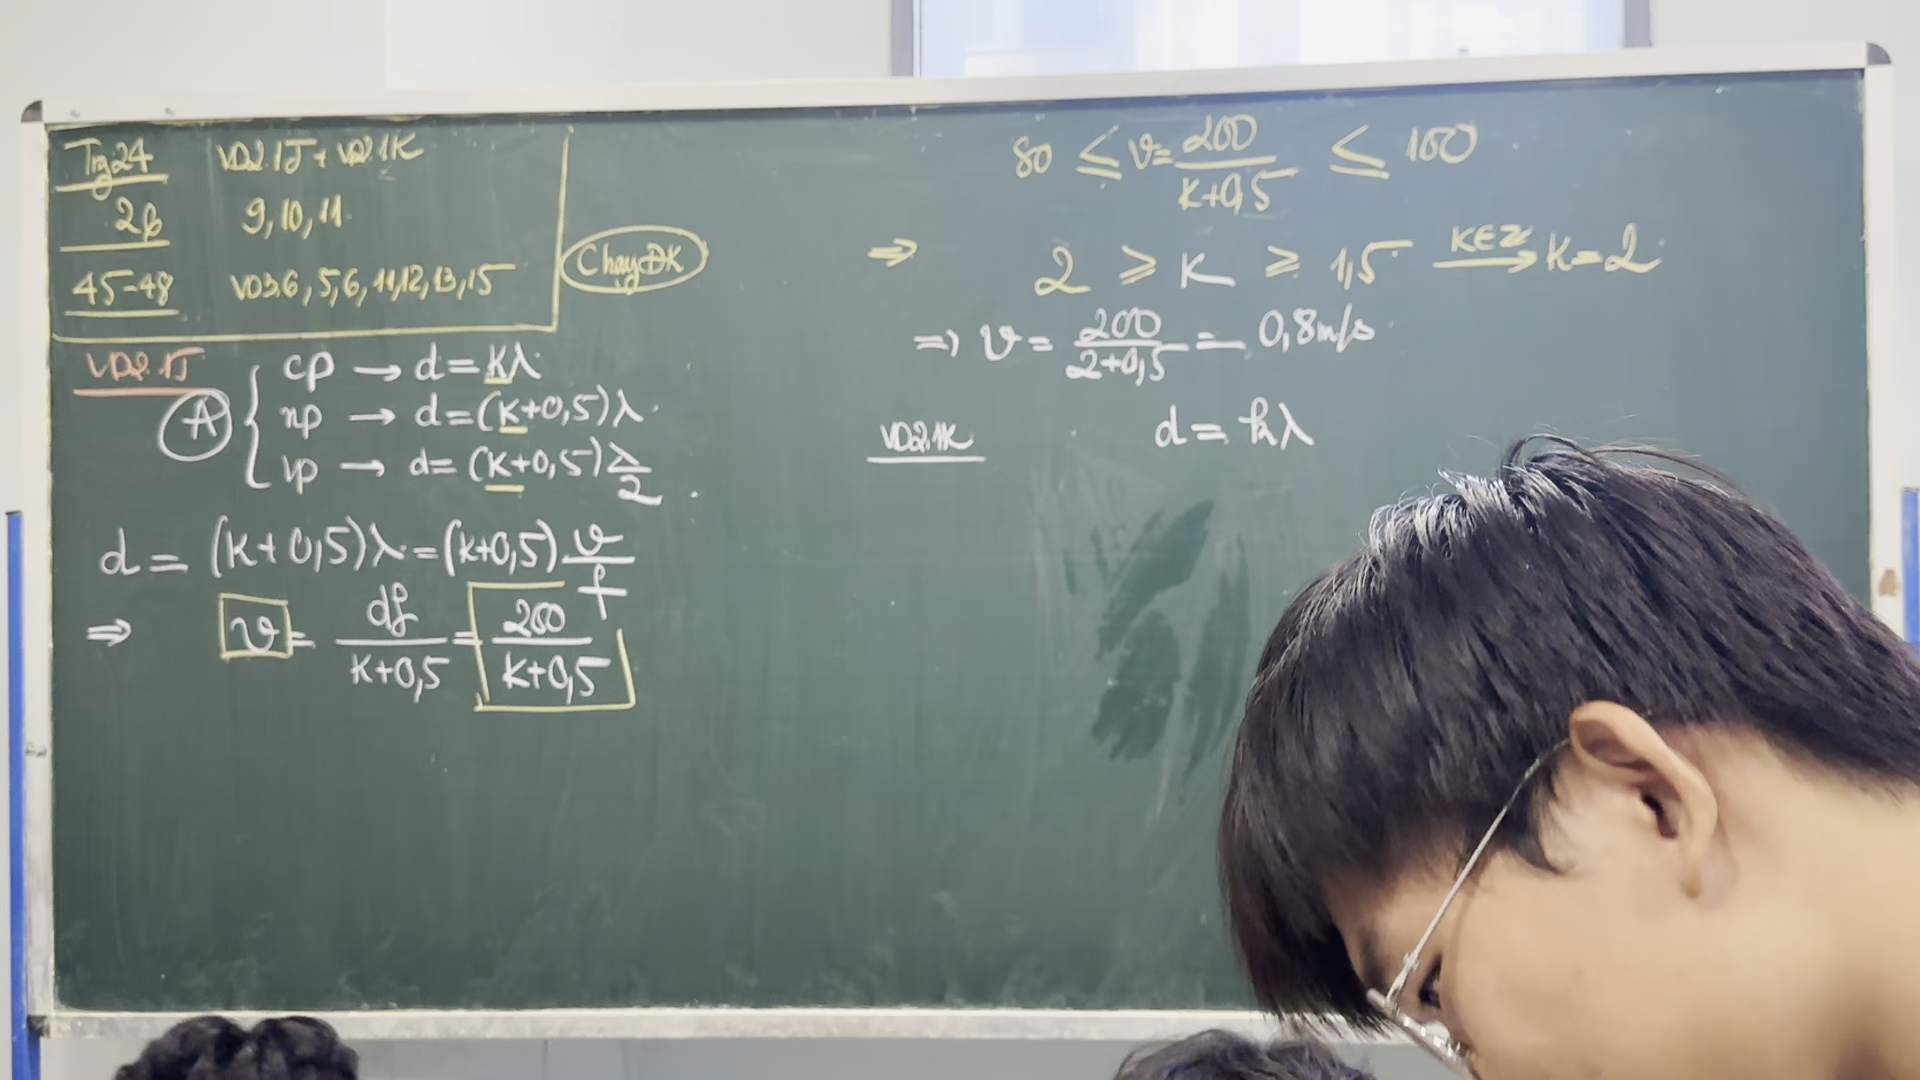 Trg 24 VD2.1J + VD2.1K
26 9, 10, 11
45-48 VD3.6, 5, 6, 11, 12, 13, 15
Chạy ĐK
VD2.1J
A
cp → d = kλ
np → d = (k+0,5)λ
vp → d = (k+0,5) λ/2
d = (k+0,5)λ = (k+0,5) v/f
⇒ v = df/(k+0,5) = 200/(k+0,5)
80 ≤ v = 200/(k+0,5) ≤ 100
⇒ 2 ≥ k ≥ 1,5 k∈Z → k = 2
⇒ v = 200/(2+0,5) = 0,8m/s
VD2.1K d = kλ